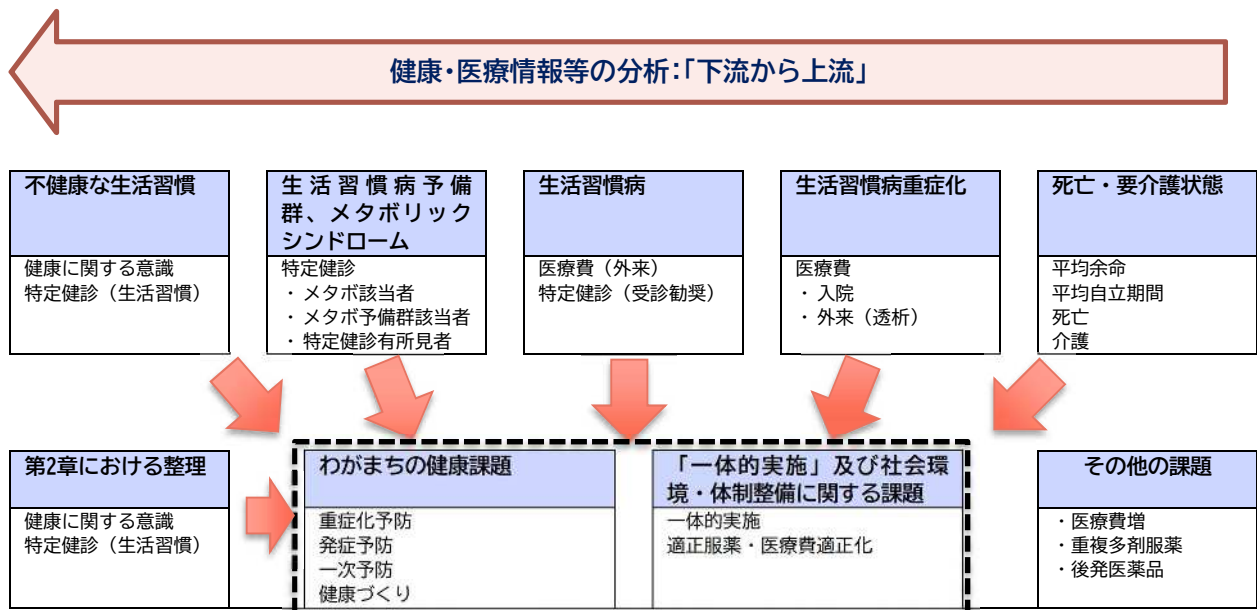 健康・医療情報等の分析:「下流から上流」
不健康な生活習慣
健康に関する意識
特定健診（生活習慣）
生活習慣病予備
群、メタボリック
シンドローム
特定健診
・メタボ該当者
・メタボ予備群該当者
・特定健診有所見者
生活習慣病
医療費（外来）
特定健診（受診勧奨）
生活習慣病重症化
医療費
・入院
・外来（透析）
死亡・要介護状態
平均余命
平均自立期間
死亡
介護
第2章における整理
健康に関する意識
特定健診（生活習慣）
わがまちの健康課題
重症化予防
発症予防
一次予防
健康づくり
「一体的実施」及び社会環
境・体制整備に関する課題
一体的実施
適正服薬・医療費適正化
その他の課題
・医療費増
・重複多剤服薬
・後発医薬品